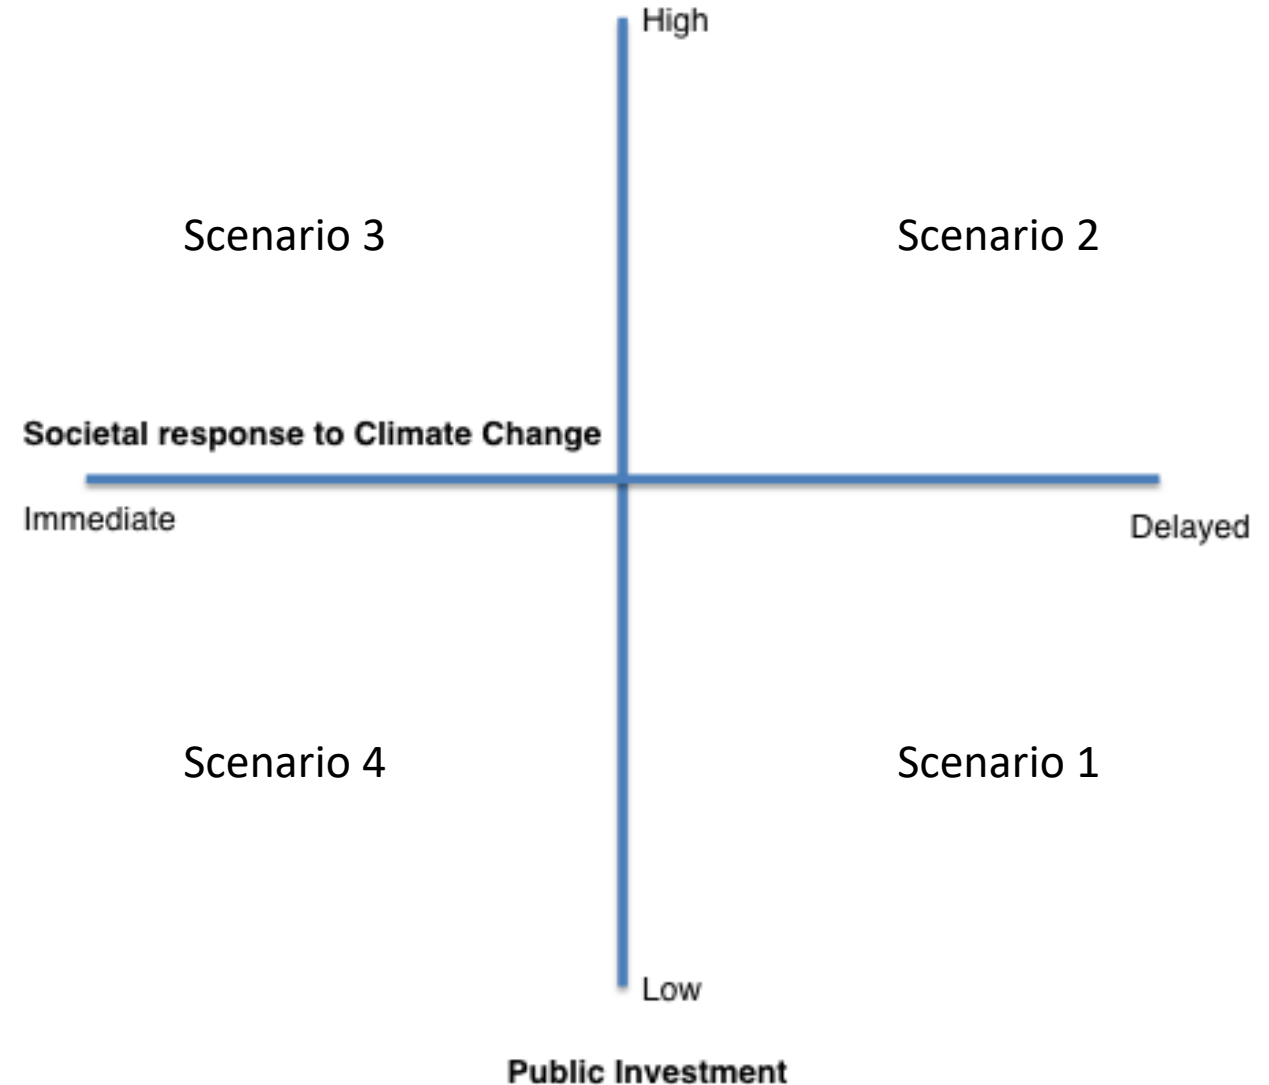 High
Scenario 3
Scenario 2
Societal response to Climate Change
Immediate
Delayed
Scenario 4
Scenario 1
Low
Public Investment